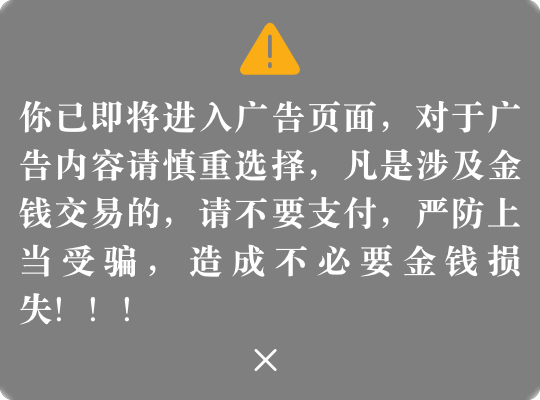 你已即将进入广告页面，对于广
告内容请慎重选择，凡是涉及金
钱交易的，请不要支付，严防上
当受骗，造成不必要金钱损
失！！！